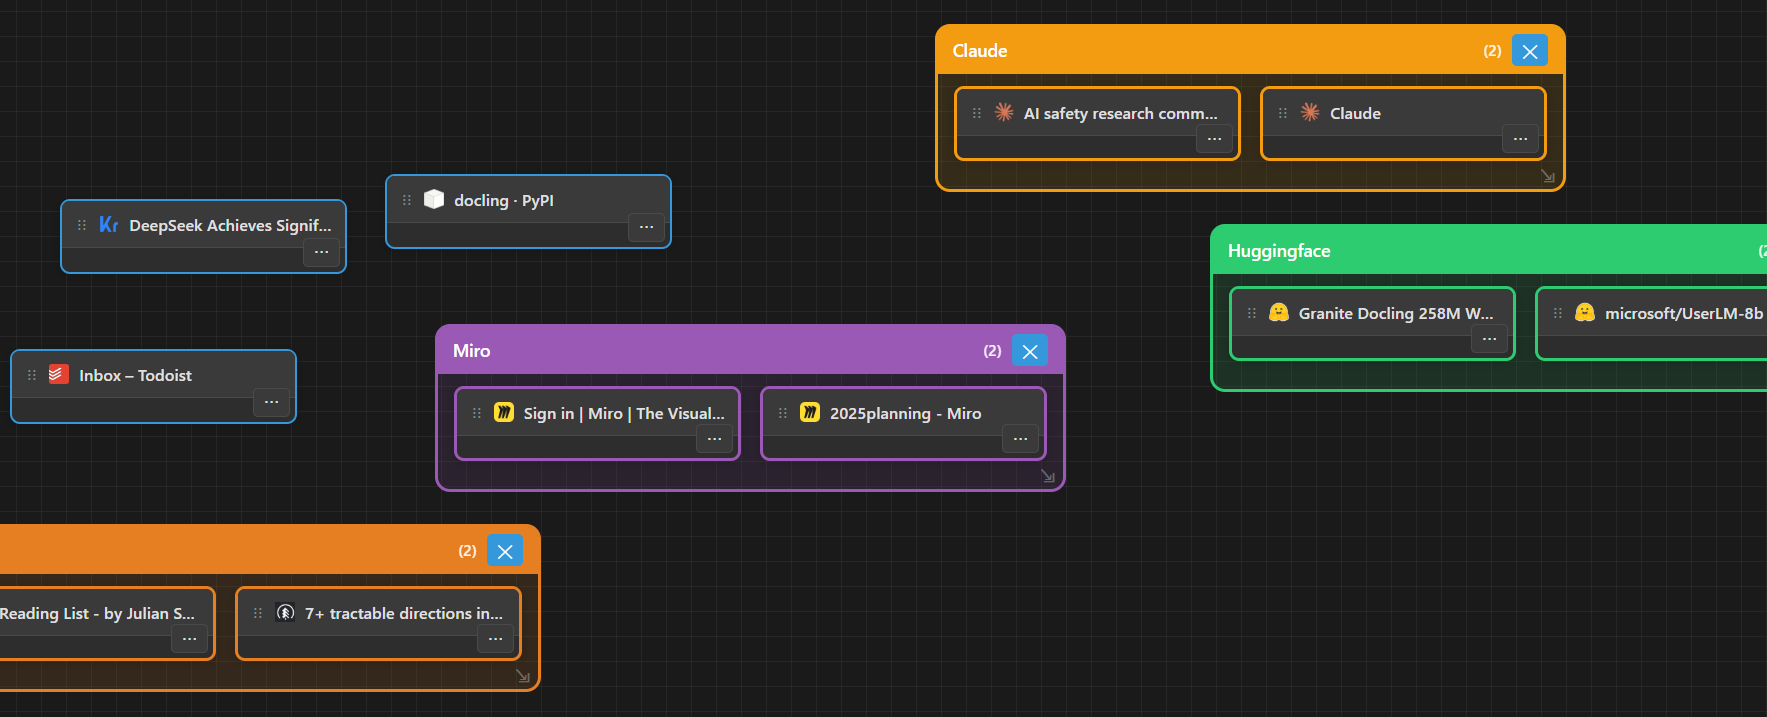 Claude
(2)
AI safety research comm...
Claude
docling · PyPI
DeepSeek Achieves Signif...
Huggingface
Granite Docling 258M W...
microsoft/UserLM-8b
Inbox – Todoist
Miro
(2)
Sign in | Miro | The Visual...
2025planning - Miro
(2)
Reading List - by Julian S...
7+ tractable directions in...